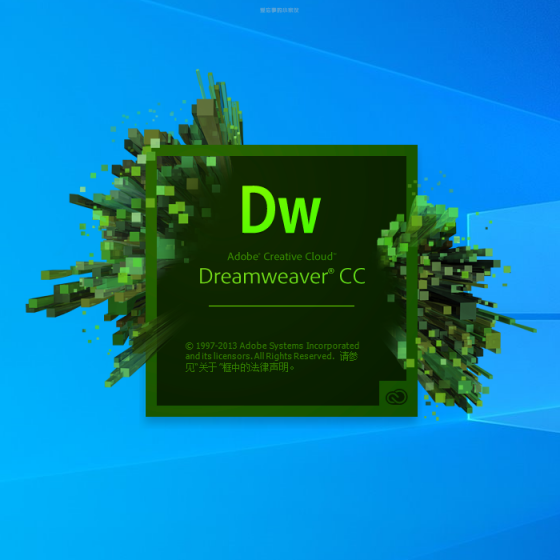 Dw
Adobe® Creative Cloud™
Dreamweaver® CC
© 1997-2013 Adobe Systems Incorporated
and its licensors. All Rights Reserved. 请参
见"关于 "框中的法律声明。